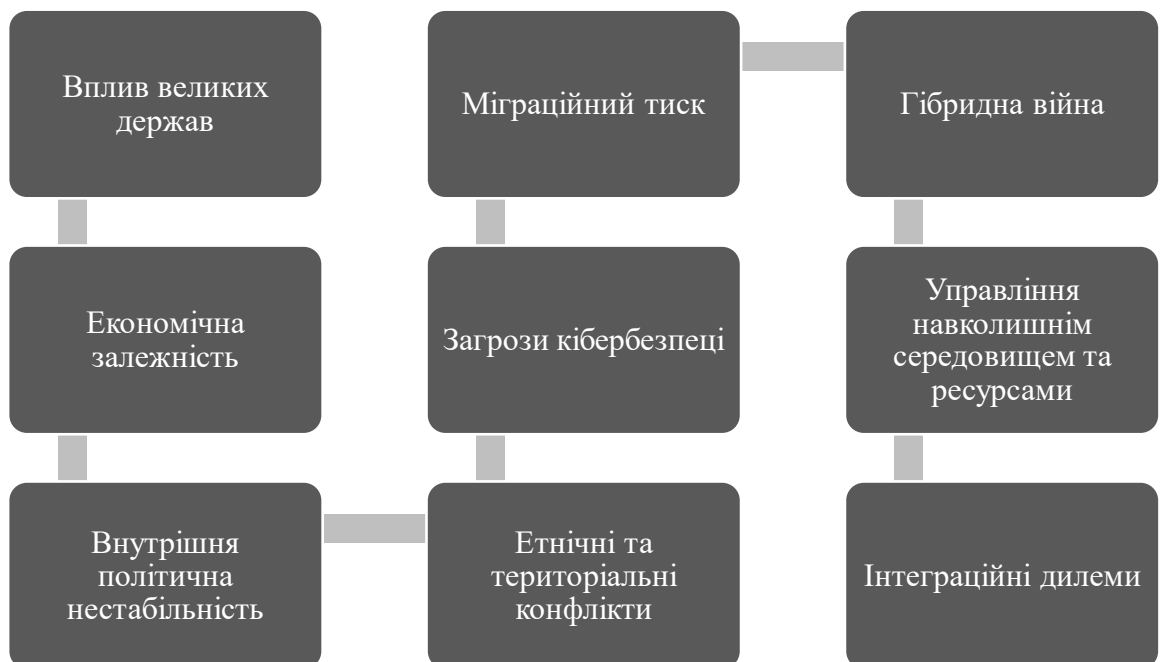 Вплив великих
держав
Економічна
залежність
Внутрішня
політична
нестабільність
Етнічні та
територіальні
конфлікти
Загрози кібербезпеці
Міграційний тиск
Гібридна війна
Управління
навколишнім
середовищем та
ресурсами
Інтеграційні дилеми